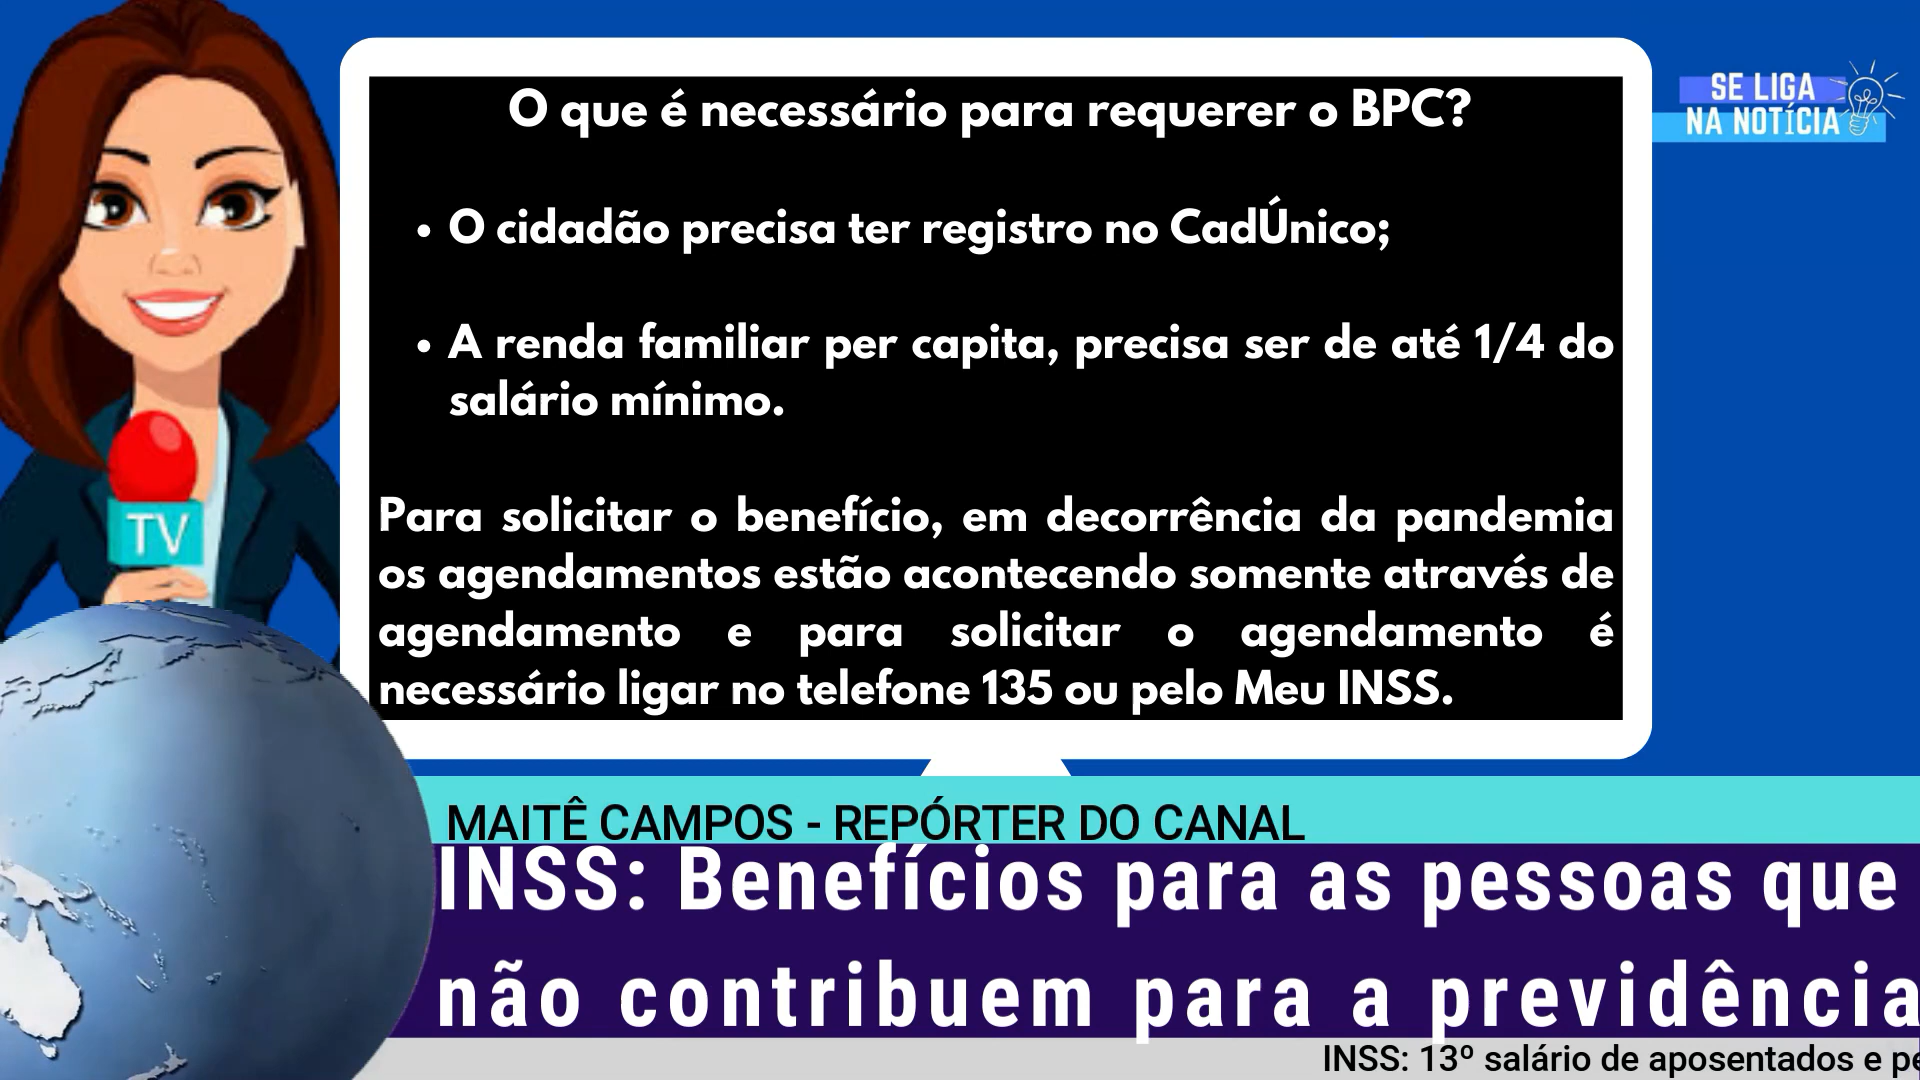 O que é necessário para requerer o BPC?
• O cidadão precisa ter registro no CadÚnico;
• A renda familiar per capita, precisa ser de até 1/4 do
salário mínimo.
Para solicitar o benefício, em decorrência da pandemia
os agendamentos estão acontecendo somente através de
agendamento e para solicitar o agendamento é
necessário ligar no telefone 135 ou pelo Meu INSS.
SE LIGA
NA NOTÍCIA
TV
MAITÊ CAMPOS - REPÓRTER DO CANAL
INSS: Benefícios para as pessoas que
não contribuem para a previdência
INSS: 13º salário de aposentados e pe